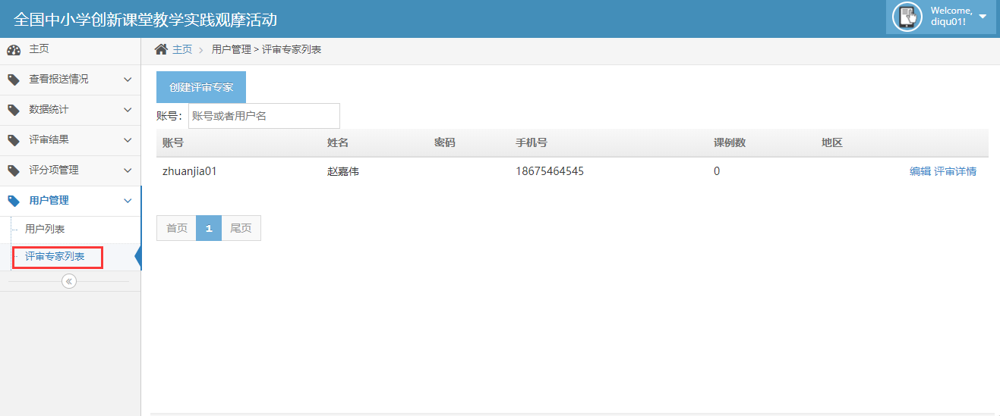 全国中小学创新课堂教学实践观摩活动
Welcome,
diqu01!
主页
查看报送情况
数据统计
评审结果
评分项管理
用户管理
用户列表
评审专家列表
主页 > 用户管理 > 评审专家列表
创建评审专家
账号: 账号或者用户名
账号 姓名 密码 手机号 课例数 地区
zhuanjia01 赵嘉伟 18675464545 0 编辑 评审详情
首页 1 尾页